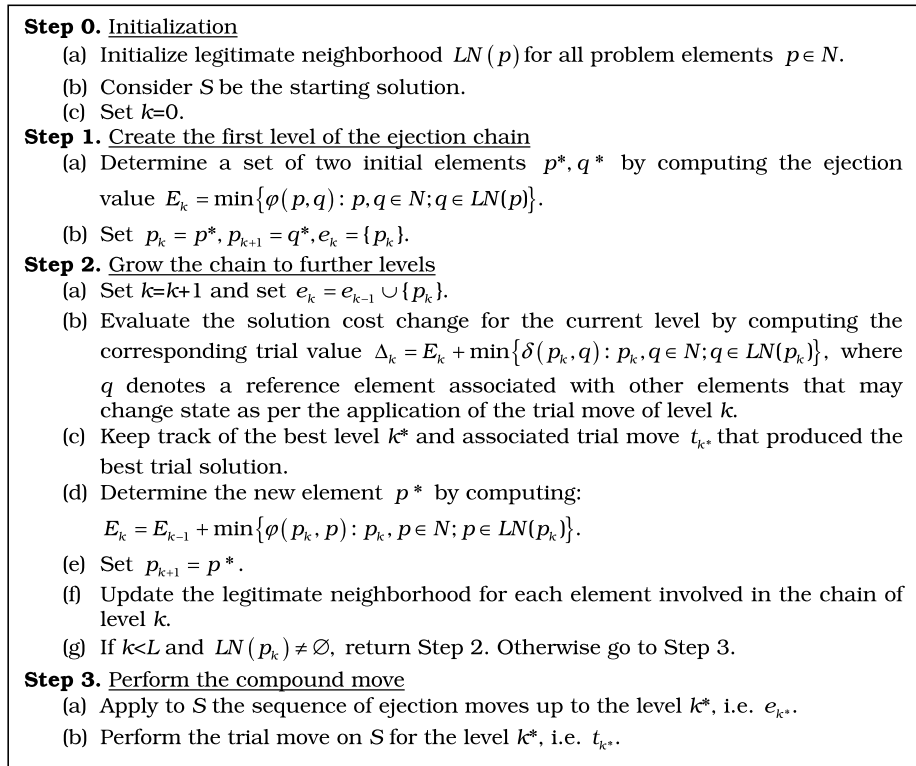 Step 0. Initialization
(a) Initialize legitimate neighborhood LN(p) for all problem elements p ∈ N.
(b) Consider S be the starting solution.
(c) Set k=0.
Step 1. Create the first level of the ejection chain
(a) Determine a set of two initial elements p*, q* by computing the ejection
value E_k = min{φ(p,q): p,q ∈ N; q ∈ LN(p)}.
(b) Set p_k = p*, p_{k+1} = q*, e_k = {p_k}.
Step 2. Grow the chain to further levels
(a) Set k=k+1 and set e_k = e_{k−1} ∪ {p_k}.
(b) Evaluate the solution cost change for the current level by computing the
corresponding trial value Δ_k = E_k + min{δ(p_k,q): p_k,q ∈ N; q ∈ LN(p_k)}, where
q denotes a reference element associated with other elements that may
change state as per the application of the trial move of level k.
(c) Keep track of the best level k* and associated trial move t_{k*} that produced the
best trial solution.
(d) Determine the new element p* by computing:
E_k = E_{k−1} + min{φ(p_k,p): p_k,p ∈ N; p ∈ LN(p_k)}.
(e) Set p_{k+1} = p*.
(f) Update the legitimate neighborhood for each element involved in the chain of
level k.
(g) If k<L and LN(p_k) ≠ ∅, return Step 2. Otherwise go to Step 3.
Step 3. Perform the compound move
(a) Apply to S the sequence of ejection moves up to the level k*, i.e. e_{k*}.
(b) Perform the trial move on S for the level k*, i.e. t_{k*}.